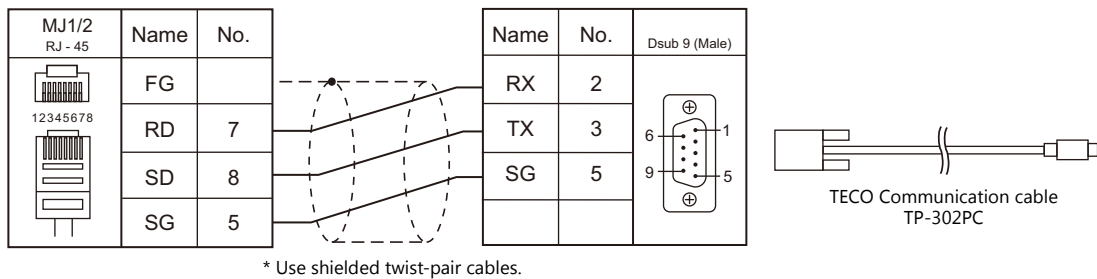 MJ1/2
RJ - 45
Name No.
FG
RD 7
SD 8
SG 5
12345678
Name No.
Dsub 9 (Male)
RX 2
TX 3
SG 5
6
1
9
5
TECO Communication cable
TP-302PC
* Use shielded twist-pair cables.